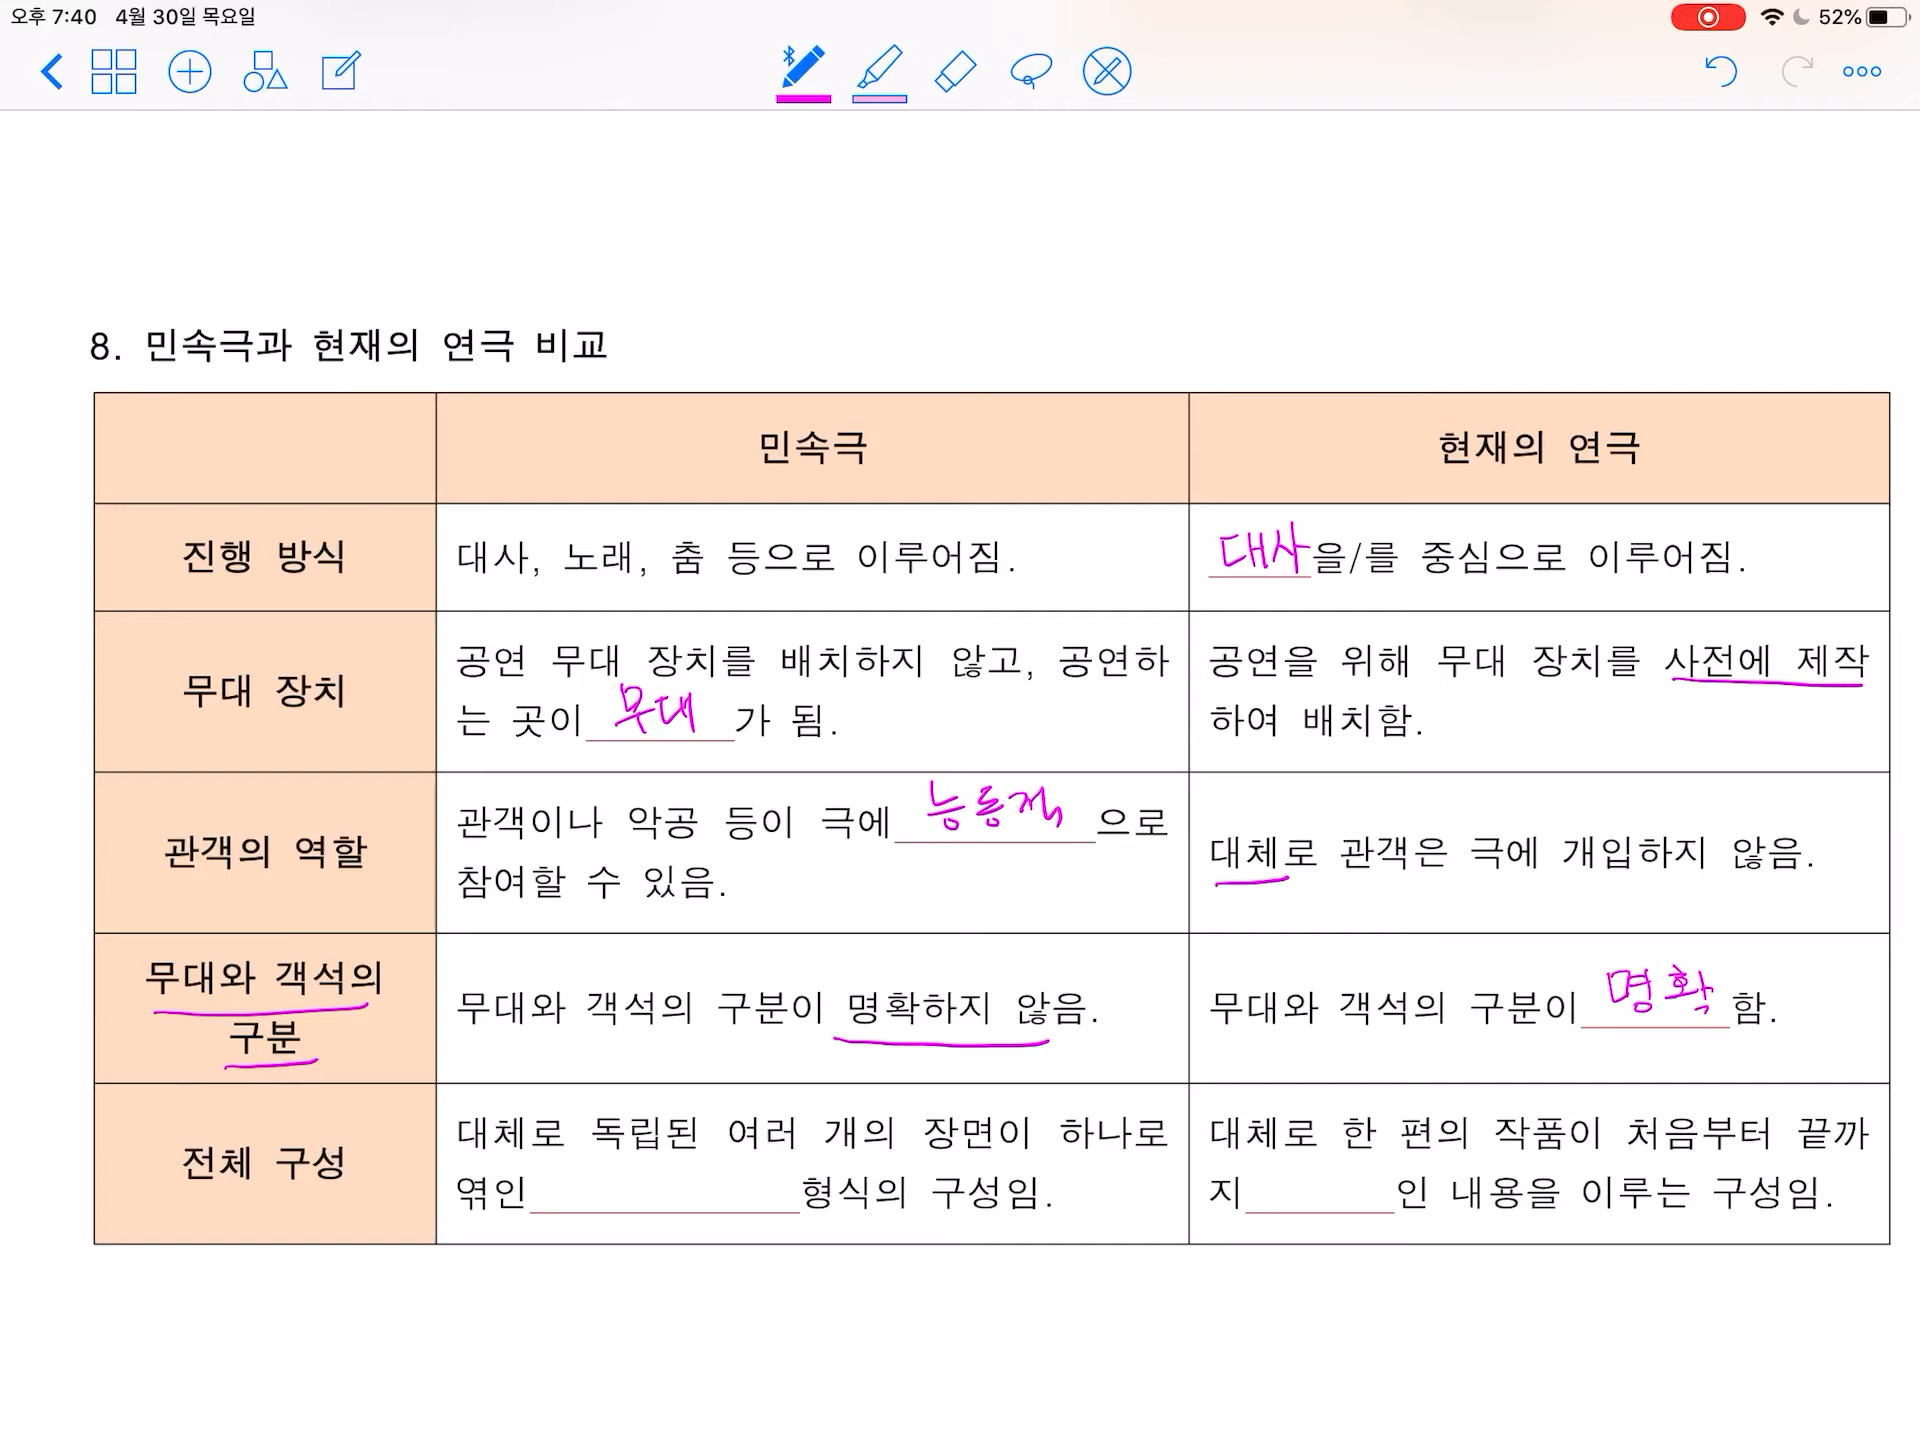 오후 7:40 4월 30일 목요일
52%
8. 민속극과 현재의 연극 비교
민속극
현재의 연극
진행 방식
대사, 노래, 춤 등으로 이루어짐.
대사을/를 중심으로 이루어짐.
무대 장치
공연 무대 장치를 배치하지 않고, 공연하
는 곳이 무대 가 됨.
공연을 위해 무대 장치를 사전에 제작
하여 배치함.
관객의 역할
관객이나 악공 등이 극에 능동적 으로
참여할 수 있음.
대체로 관객은 극에 개입하지 않음.
무대와 객석의
구분
무대와 객석의 구분이 명확하지 않음.
무대와 객석의 구분이 명확 함.
전체 구성
대체로 독립된 여러 개의 장면이 하나로
엮인 형식의 구성임.
대체로 한 편의 작품이 처음부터 끝까
지 인 내용을 이루는 구성임.